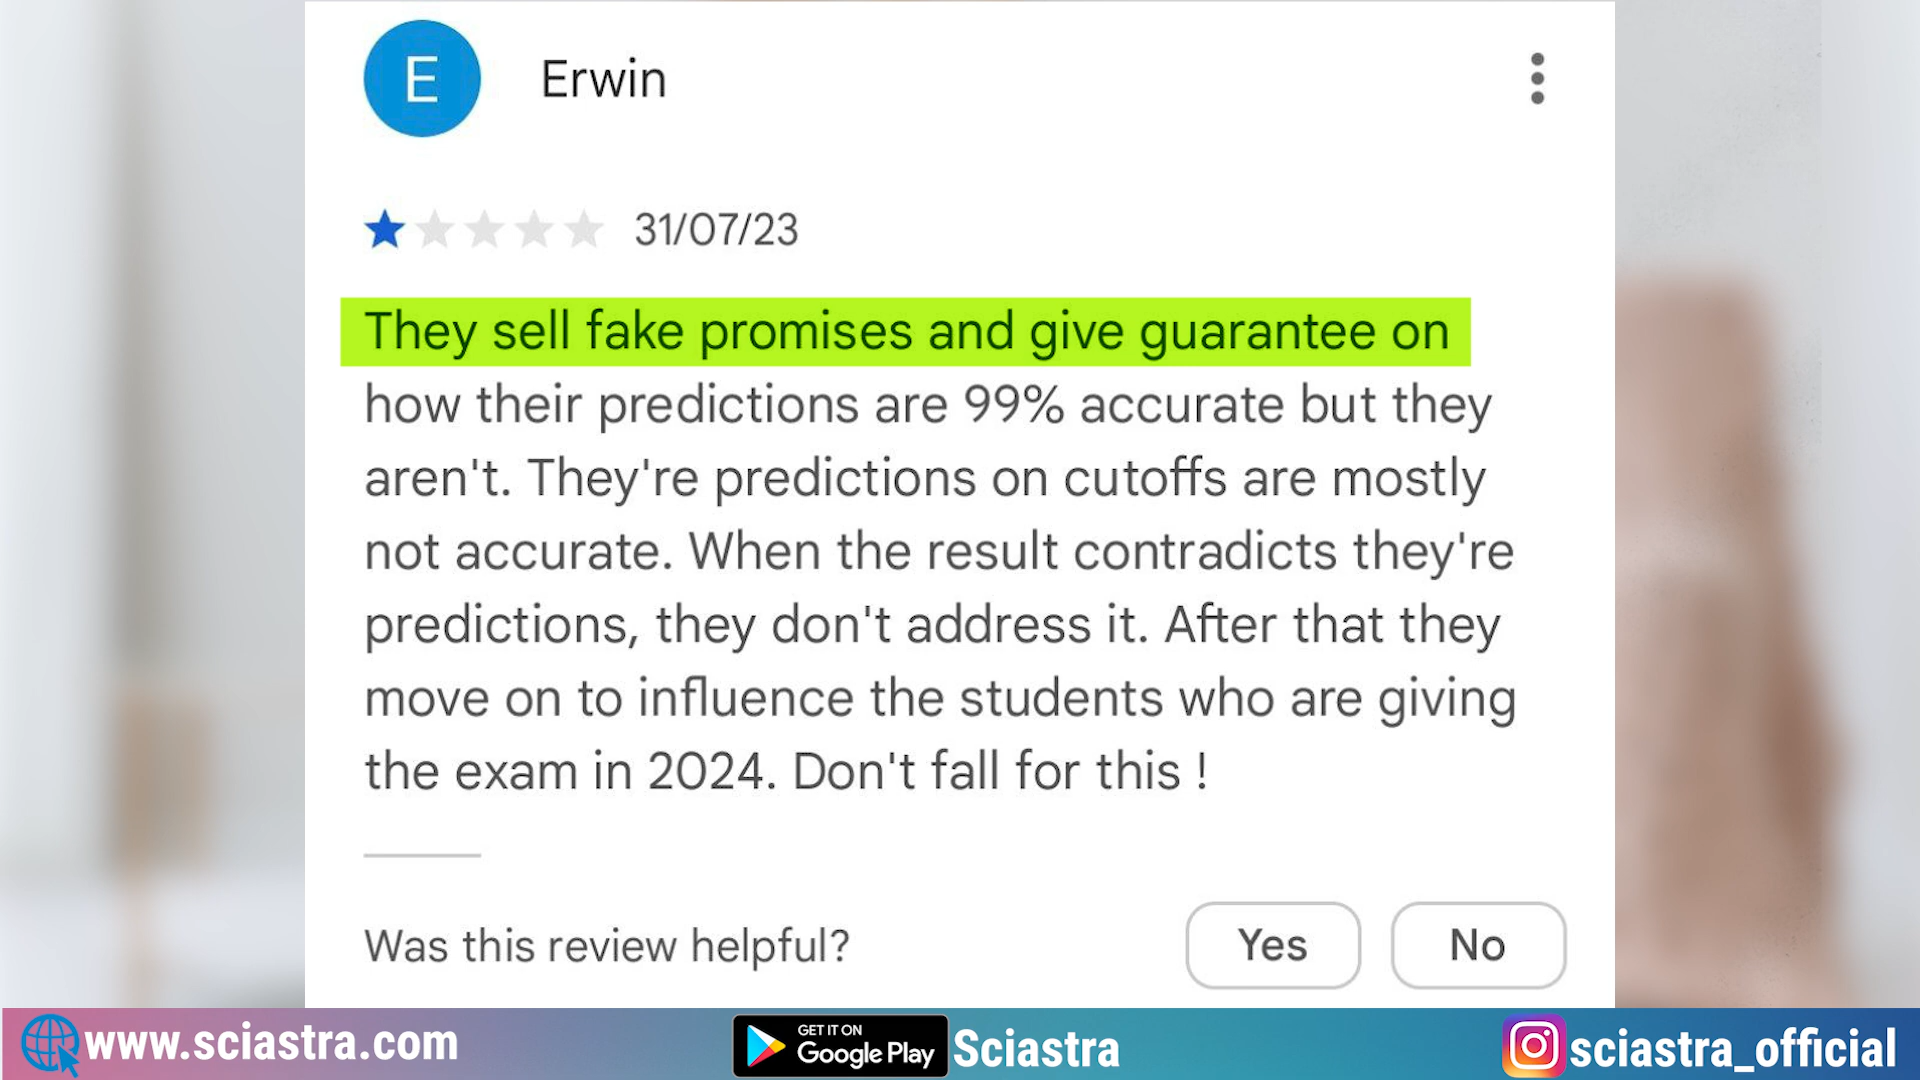 E
Erwin
31/07/23
They sell fake promises and give guarantee on
how their predictions are 99% accurate but they
aren't. They're predictions on cutoffs are mostly
not accurate. When the result contradicts they're
predictions, they don't address it. After that they
move on to influence the students who are giving
the exam in 2024. Don't fall for this !
Was this review helpful?
Yes
No
www.sciastra.com
GET IT ON
Google Play
Sciastra
sciastra_official